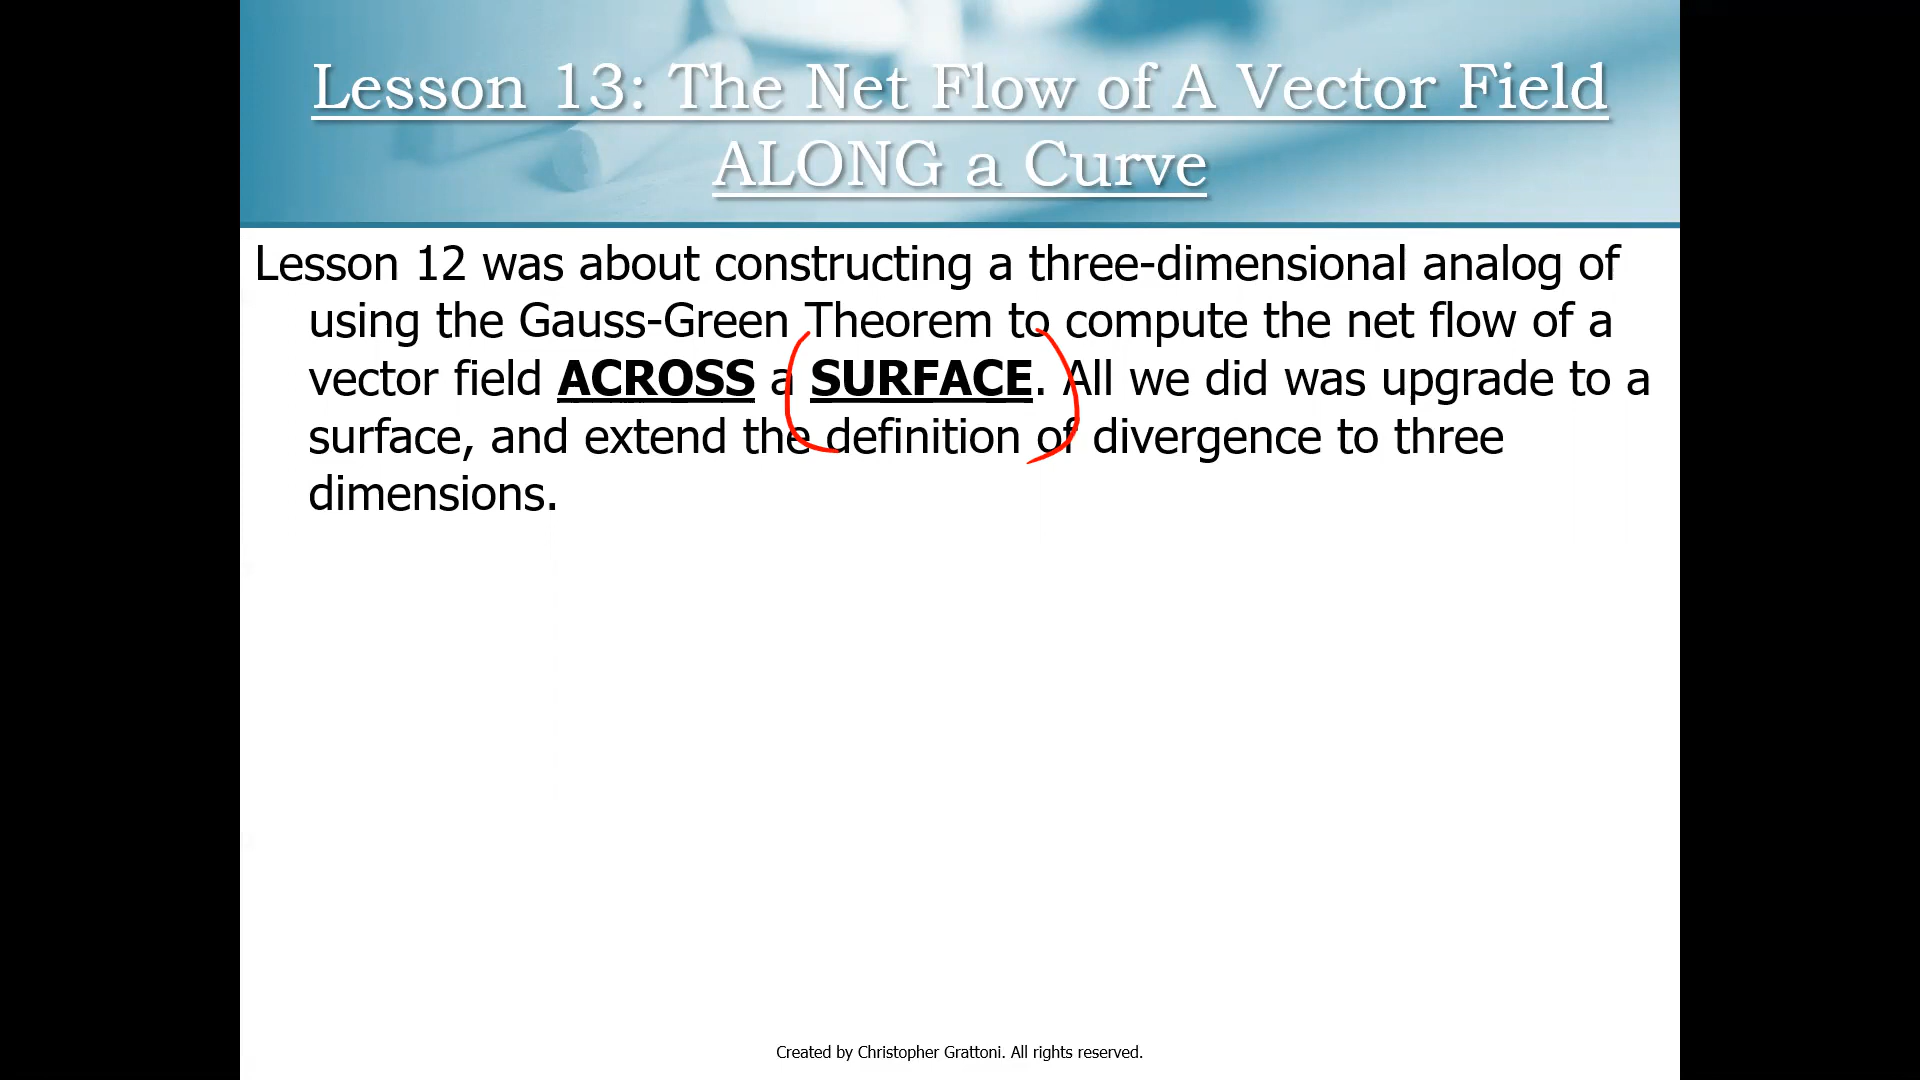 Lesson 13: The Net Flow of A Vector Field
ALONG a Curve
Lesson 12 was about constructing a three-dimensional analog of
using the Gauss-Green Theorem to compute the net flow of a
vector field ACROSS a SURFACE. All we did was upgrade to a
surface, and extend the definition of divergence to three
dimensions.
Created by Christopher Grattoni. All rights reserved.